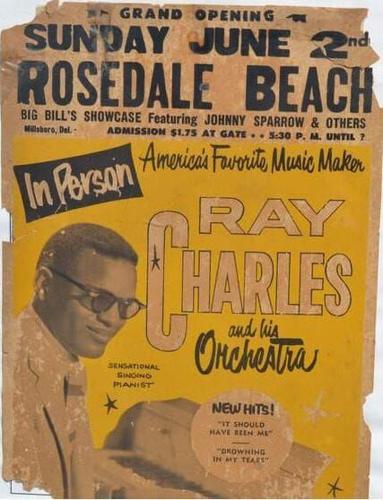 GRAND OPENING
SUNDAY JUNE 2nd
ROSEDALE BEACH
BIG BILL'S SHOWCASE Featuring JOHNNY SPARROW & OTHERS
Millsboro, Del. - ADMISSION $1.75 AT GATE • • 5:30 P. M. UNTIL ?
America's Favorite Music Maker
In Person
RAY
CHARLES
and his
Orchestra
SENSATIONAL
SINGING
PIANIST
NEW HITS!
"IT SHOULD
HAVE BEEN ME"
"DROWNING
IN MY TEARS"